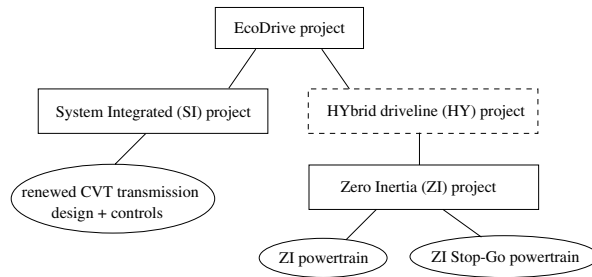 EcoDrive project
System Integrated (SI) project
HYbrid driveline (HY) project
renewed CVT transmission
design + controls
Zero Inertia (ZI) project
ZI powertrain
ZI Stop-Go powertrain